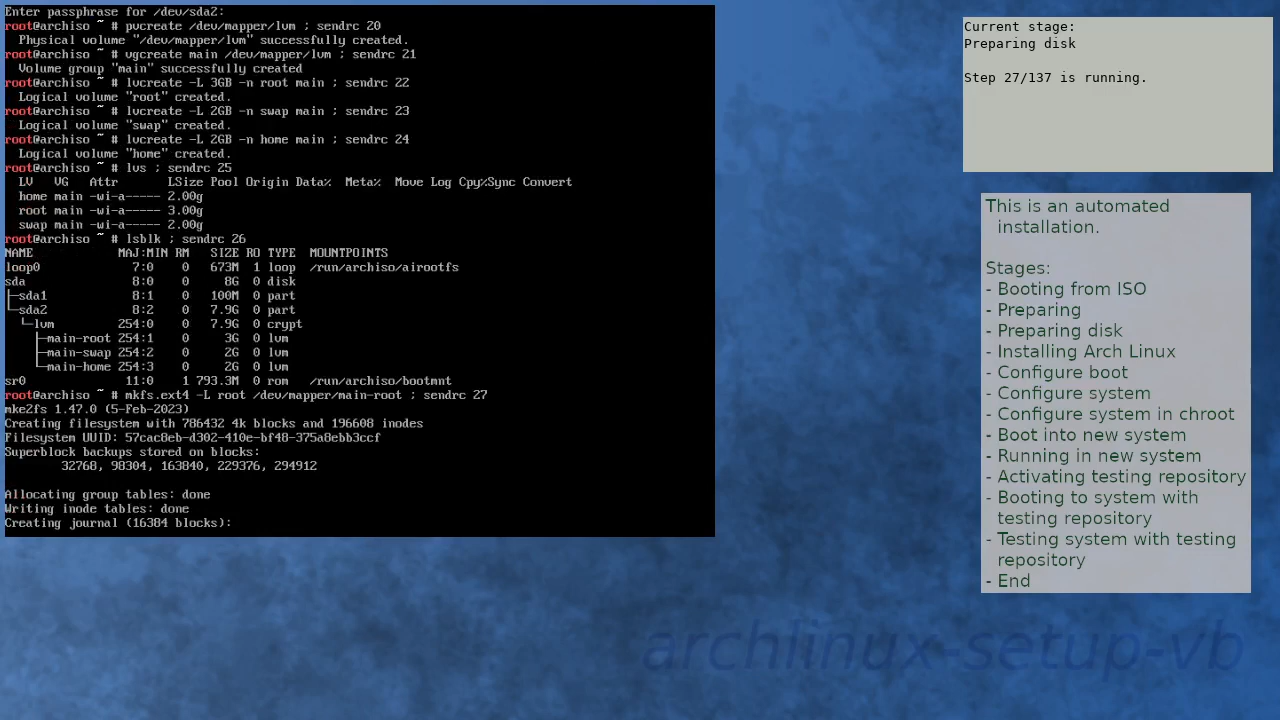 Enter passphrase for /dev/sda2:
root@archiso ~ # pvcreate /dev/mapper/lvm ; sendrc 20
  Physical volume "/dev/mapper/lvm" successfully created.
root@archiso ~ # vgcreate main /dev/mapper/lvm ; sendrc 21
  Volume group "main" successfully created
root@archiso ~ # lvcreate -L 3GB -n root main ; sendrc 22
  Logical volume "root" created.
root@archiso ~ # lvcreate -L 2GB -n swap main ; sendrc 23
  Logical volume "swap" created.
root@archiso ~ # lvcreate -L 2GB -n home main ; sendrc 24
  Logical volume "home" created.
root@archiso ~ # lvs ; sendrc 25
  LV   VG   Attr       LSize Pool Origin Data%  Meta%  Move Log Cpy%Sync Convert
  home main -wi-a----- 2.00g
  root main -wi-a----- 3.00g
  swap main -wi-a----- 2.00g
root@archiso ~ # lsblk ; sendrc 26
NAME            MAJ:MIN RM   SIZE RO TYPE  MOUNTPOINTS
loop0             7:0    0   673M  1 loop  /run/archiso/airootfs
sda               8:0    0     8G  0 disk
├─sda1            8:1    0   100M  0 part
└─sda2            8:2    0   7.9G  0 part
  └─lvm         254:0    0   7.9G  0 crypt
    ├─main-root 254:1    0     3G  0 lvm
    ├─main-swap 254:2    0     2G  0 lvm
    └─main-home 254:3    0     2G  0 lvm
sr0              11:0    1 793.3M  0 rom   /run/archiso/bootmnt
root@archiso ~ # mkfs.ext4 -L root /dev/mapper/main-root ; sendrc 27
mke2fs 1.47.0 (5-Feb-2023)
Creating filesystem with 786432 4k blocks and 196608 inodes
Filesystem UUID: 57cac8eb-d302-410e-bf48-375a8ebb3ccf
Superblock backups stored on blocks:
        32768, 98304, 163840, 229376, 294912

Allocating group tables: done
Writing inode tables: done
Creating journal (16384 blocks):
Current stage:
Preparing disk

Step 27/137 is running.
This is an automated
installation.

Stages:
- Booting from ISO
- Preparing
- Preparing disk
- Installing Arch Linux
- Configure boot
- Configure system
- Configure system in chroot
- Boot into new system
- Running in new system
- Activating testing repository
- Booting to system with
testing repository
- Testing system with testing
repository
- End
archlinux-setup-vb